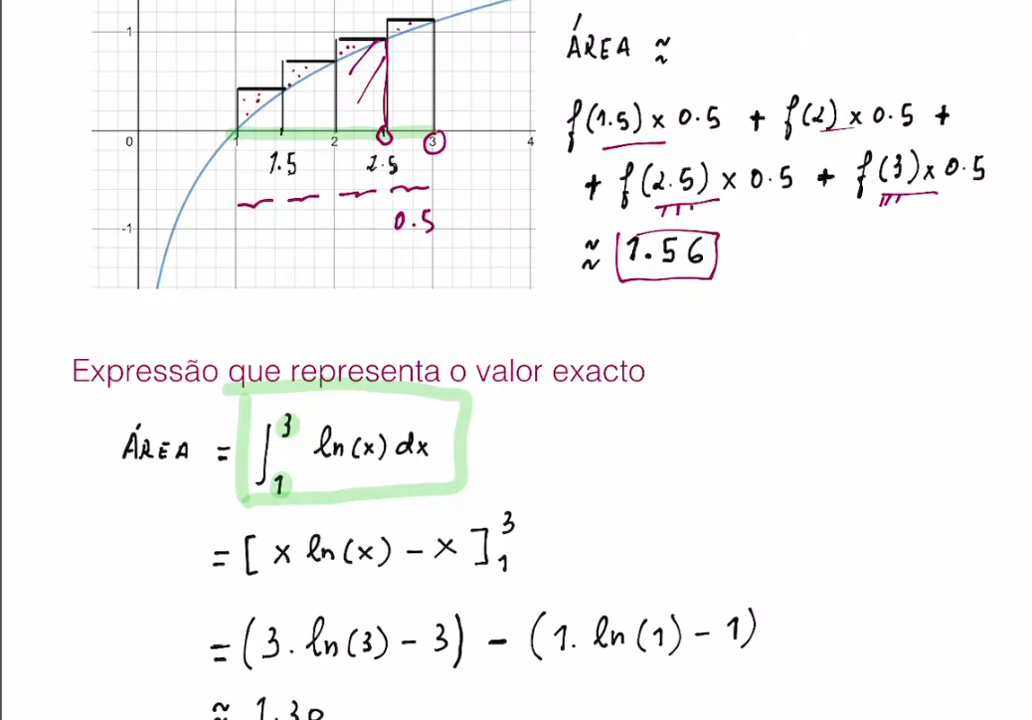 1
0
2
3
4
-1
1.5
2.5
0.5
ÁREA ≈
f(1.5) x 0.5 + f(2) x 0.5 +
+ f(2.5) x 0.5 + f(3) x 0.5
≈ 1.56
Expressão que representa o valor exacto
ÁREA = ∫₁³ ln(x) dx
= [ x ln(x) - x ]₁³
= (3. ln(3) - 3) - (1. ln(1) - 1)
≈ 1.30